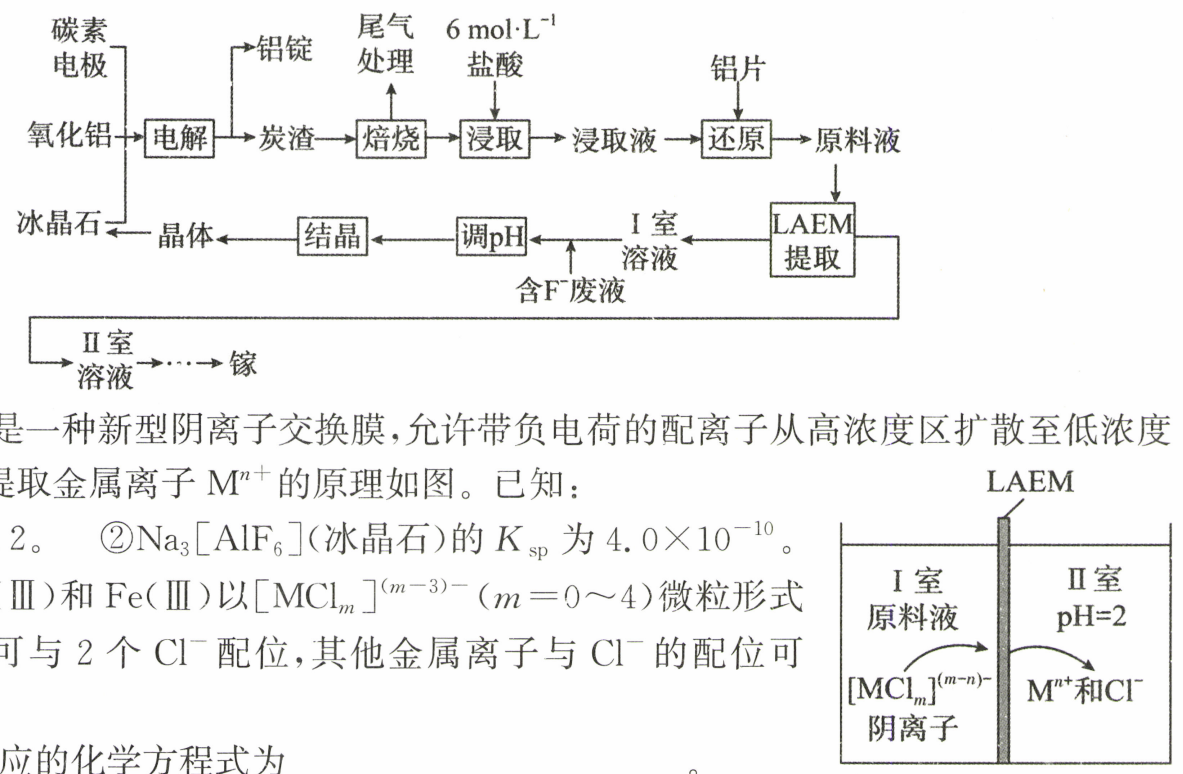 碳素
电极
氧化铝
冰晶石
电解
铝锭
炭渣
尾气
处理
焙烧
6 mol·L⁻¹
盐酸
浸取
浸取液
铝片
还原
原料液
LAEM
提取
Ⅰ室
溶液
含F⁻废液
调pH
结晶
晶体
Ⅱ室
溶液
…
镓
是一种新型阴离子交换膜,允许带负电荷的配离子从高浓度区扩散至低浓度
提取金属离子 Mⁿ⁺ 的原理如图。已知:
2。 ②Na₃[AlF₆](冰晶石)的 Kₛₚ 为 4.0×10⁻¹⁰。
Ⅲ)和 Fe(Ⅲ)以[MClₘ]⁽ᵐ⁻³⁾⁻(m=0~4)微粒形式
可与 2 个 Cl⁻ 配位,其他金属离子与 Cl⁻ 的配位可
应的化学方程式为 。
LAEM
Ⅰ室
原料液
[MClₘ]⁽ᵐ⁻ⁿ⁾⁻
阴离子
Ⅱ室
pH=2
Mⁿ⁺和Cl⁻